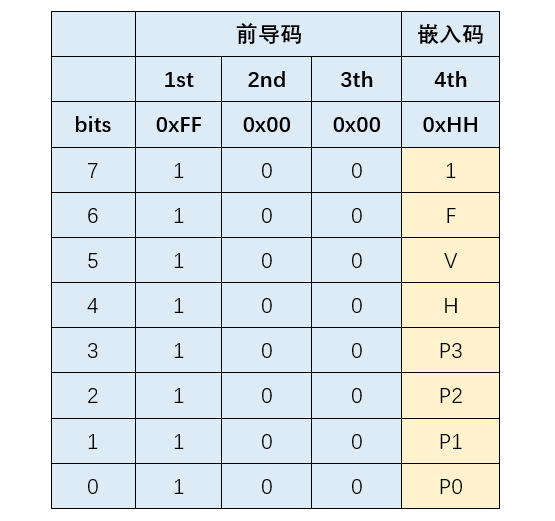 前导码 嵌入码
1st 2nd 3th 4th
bits 0xFF 0x00 0x00 0xHH
7 1 0 0 1
6 1 0 0 F
5 1 0 0 V
4 1 0 0 H
3 1 0 0 P3
2 1 0 0 P2
1 1 0 0 P1
0 1 0 0 P0